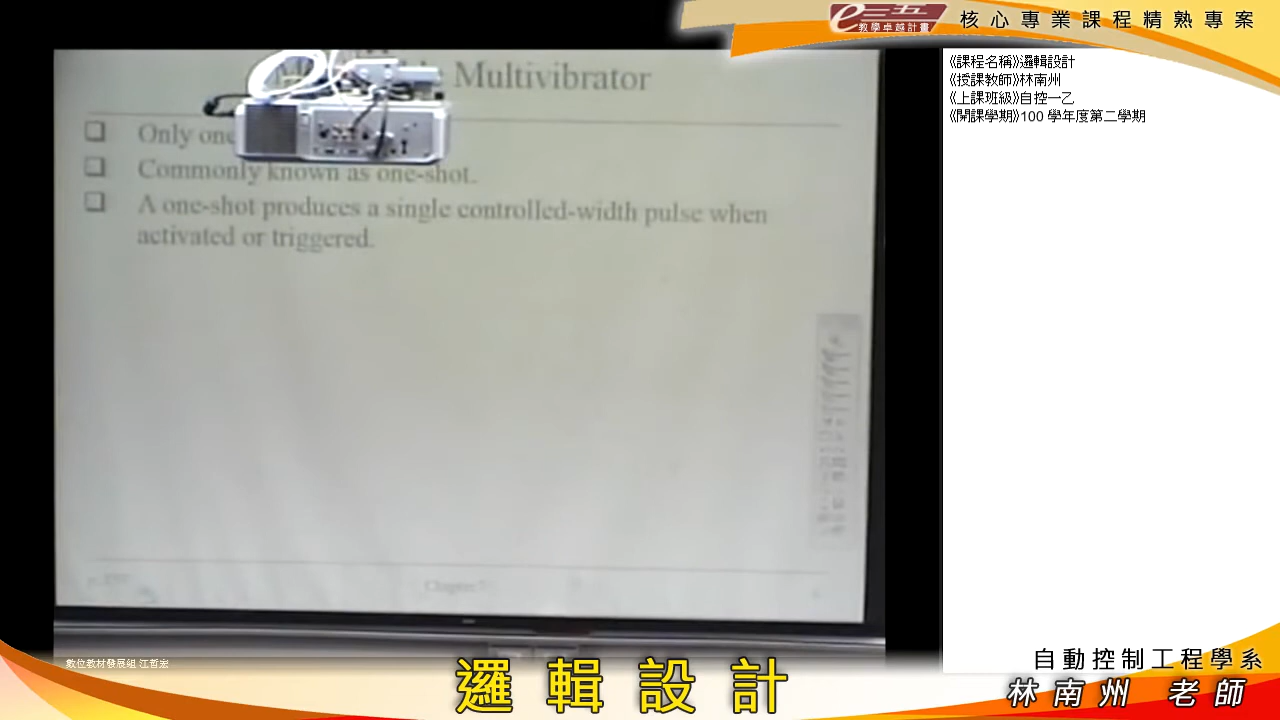 e三五
教學卓越計畫
核心專業課程精熟專案
《課程名稱》邏輯設計
《授課教師》林南州
《上課班級》自控一乙
《開課學期》100 學年度第二學期
Multivibrator
Only one
Commonly known as one-shot.
A one-shot produces a single controlled-width pulse when
activated or triggered.
Chapter 7
數位教材發展組 江哲宏
邏輯設計
自動控制工程學系
林南州 老師